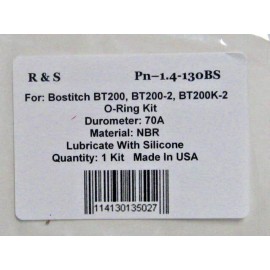 R & S Pn–1.4-130BS
For: Bostitch BT200, BT200-2, BT200K-2
O-Ring Kit
Durometer: 70A
Material: NBR
Lubricate With Silicone
Quantity: 1 Kit Made In USA
114130135027